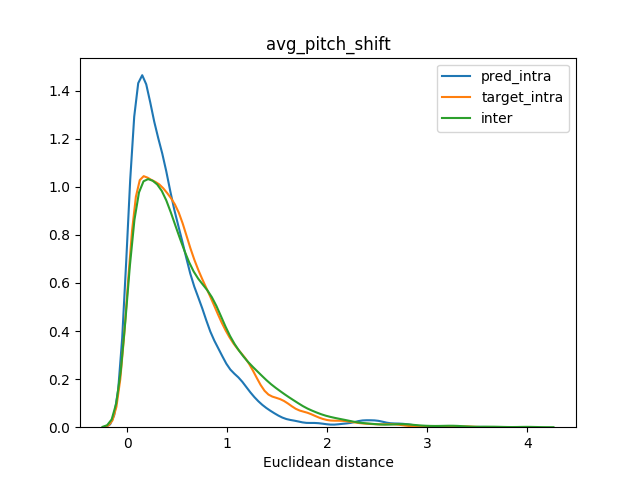 avg_pitch_shift
pred_intra
target_intra
inter
1.4
1.2
1.0
0.8
0.6
0.4
0.2
0.0
0 1 2 3 4
Euclidean distance